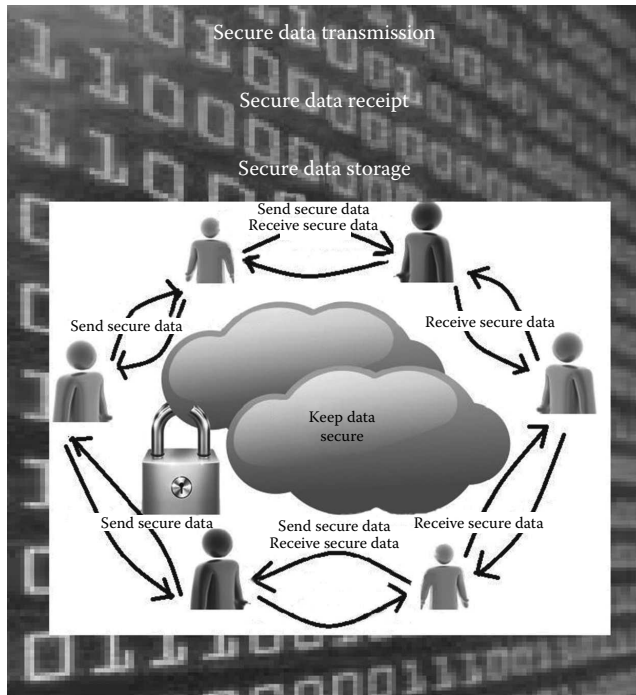 Secure data transmission
Secure data receipt
Secure data storage
Send secure data
Receive secure data
Send secure data
Receive secure data
Keep data
secure
Send secure data
Send secure data
Receive secure data
Receive secure data